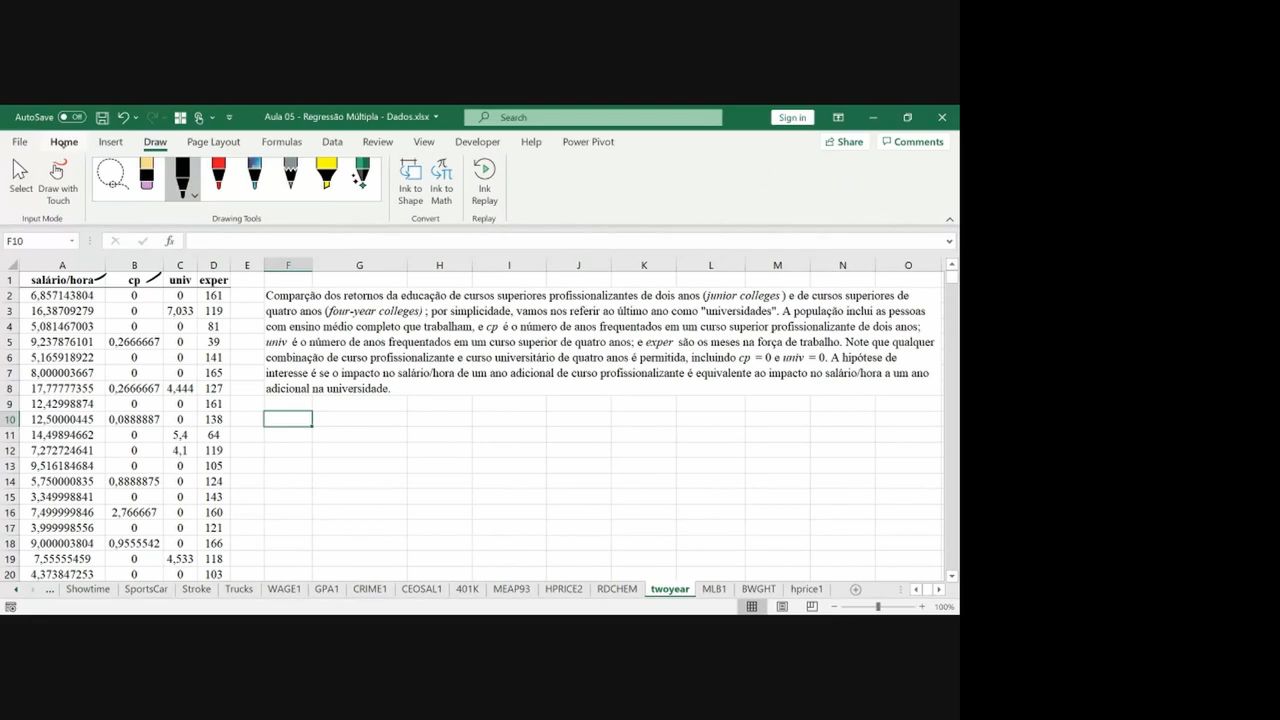 AutoSave Off Aula 05 - Regressão Múltipla - Dados.xlsx Search Sign in
File Home Insert Draw Page Layout Formulas Data Review View Developer Help Power Pivot Share Comments
Select Draw with Touch Ink to Shape Ink to Math Ink Replay
Input Mode Drawing Tools Convert Replay
F10 fx
A B C D E F G H I J K L M N O
1 salário/hora cp univ exper
2 6,857143804 0 0 161 Comparção dos retornos da educação de cursos superiores profissionalizantes de dois anos (junior colleges ) e de cursos superiores de
3 16,38709279 0 7,033 119 quatro anos (four-year colleges) ; por simplicidade, vamos nos referir ao último ano como "universidades". A população inclui as pessoas
4 5,081467003 0 0 81 com ensino médio completo que trabalham, e cp é o número de anos frequentados em um curso superior profissionalizante de dois anos;
5 9,237876101 0,2666667 0 39 univ é o número de anos frequentados em um curso superior de quatro anos; e exper são os meses na força de trabalho. Note que qualquer
6 5,165918922 0 0 141 combinação de curso profissionalizante e curso universitário de quatro anos é permitida, incluindo cp = 0 e univ = 0. A hipótese de
7 8,000003667 0 0 165 interesse é se o impacto no salário/hora de um ano adicional de curso profissionalizante é equivalente ao impacto no salário/hora a um ano
8 17,77777355 0,2666667 4,444 127 adicional na universidade.
9 12,42998874 0 0 161
10 12,50000445 0,0888887 0 138
11 14,49894662 0 5,4 64
12 7,272724641 0 4,1 119
13 9,516184684 0 0 105
14 5,750000835 0,8888875 0 124
15 3,349998841 0 0 143
16 7,499999846 2,766667 0 160
17 3,999998556 0 0 121
18 9,000003804 0,9555542 0 166
19 7,55555459 0 4,533 118
20 4,373847253 0 0 103
... Showtime SportsCar Stroke Trucks WAGE1 GPA1 CRIME1 CEOSAL1 401K MEAP93 HPRICE2 RDCHEM twoyear MLB1 BWGHT hprice1
100%